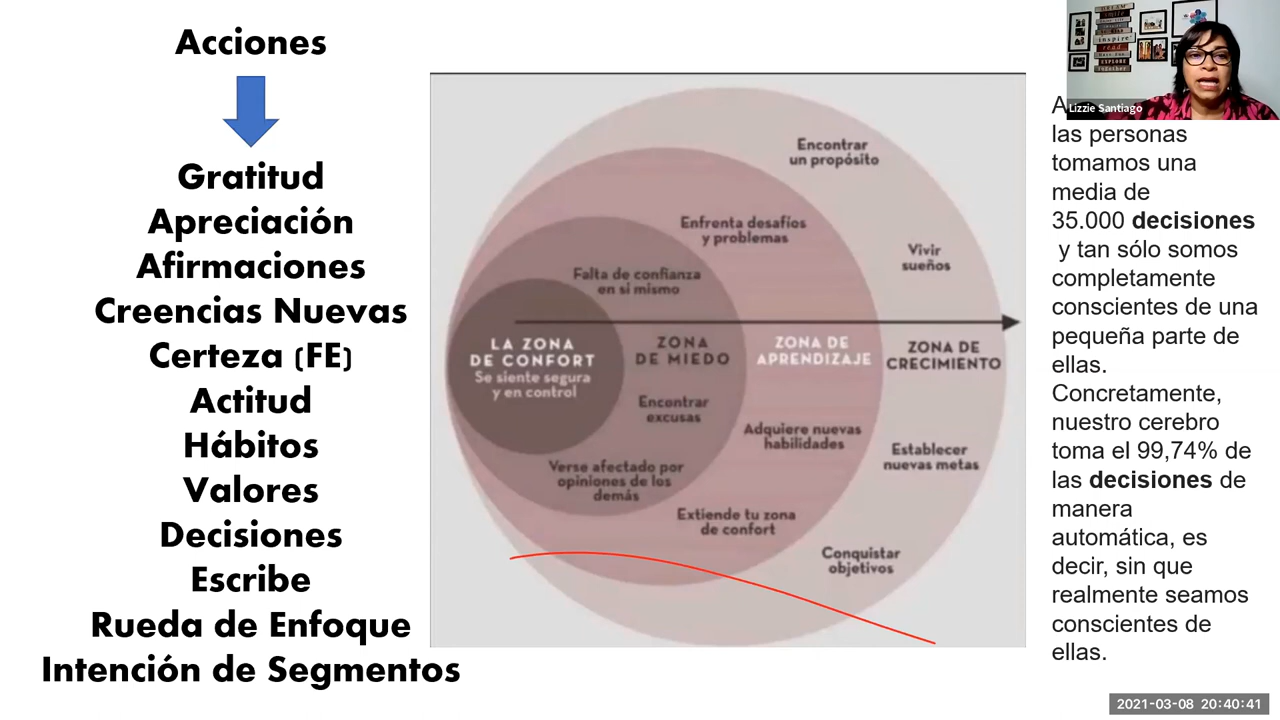 Acciones
Gratitud
Apreciación
Afirmaciones
Creencias Nuevas
Certeza (FE)
Actitud
Hábitos
Valores
Decisiones
Escribe
Rueda de Enfoque
Intención de Segmentos
Encontrar
un propósito
Enfrenta desafíos
y problemas
Vivir
sueños
Falta de confianza
en si mismo
LA ZONA
DE CONFORT
Se siente segura
y en control
ZONA
DE MIEDO
ZONA DE
APRENDIZAJE
ZONA DE
CRECIMIENTO
Encontrar
excusas
Adquiere nuevas
habilidades
Establecer
nuevas metas
Verse afectado por
opiniones de los
demás
Extiende tu zona
de confort
Conquistar
objetivos
inspire
read
EXPLORE
Lizzie Santiago
las personas
tomamos una
media de
35.000 decisiones
y tan sólo somos
completamente
conscientes de una
pequeña parte de
ellas.
Concretamente,
nuestro cerebro
toma el 99,74% de
las decisiones de
manera
automática, es
decir, sin que
realmente seamos
conscientes de
ellas.
2021-03-08 20:40:41